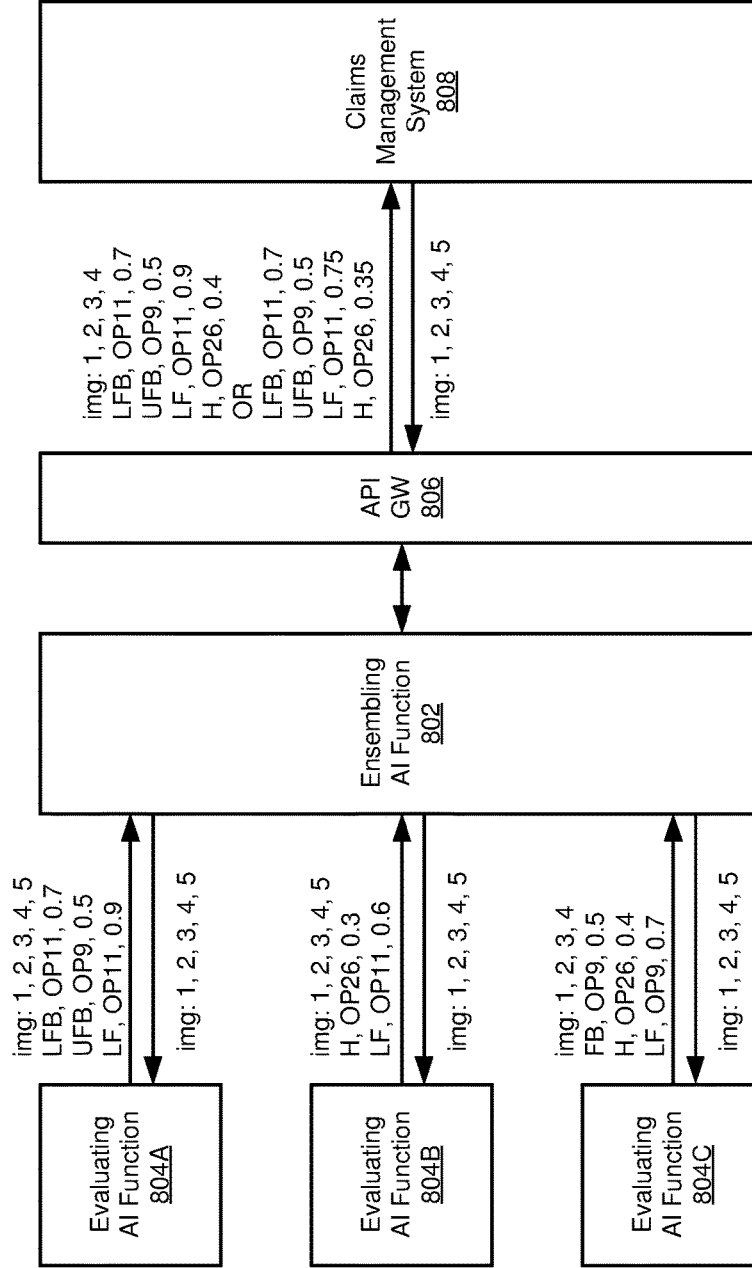 Evaluating
AI Function
804A
img: 1, 2, 3, 4, 5
LFB, OP11, 0.7
UFB, OP9, 0.5
LF, OP11, 0.9
img: 1, 2, 3, 4, 5
Evaluating
AI Function
804B
img: 1, 2, 3, 4, 5
H, OP26, 0.3
LF, OP11, 0.6
img: 1, 2, 3, 4, 5
Evaluating
AI Function
804C
img: 1, 2, 3, 4
FB, OP9, 0.5
H, OP26, 0.4
LF, OP9, 0.7
img: 1, 2, 3, 4, 5
Ensembling
AI Function
802
API
GW
806
img: 1, 2, 3, 4
LFB, OP11, 0.7
UFB, OP9, 0.5
LF, OP11, 0.9
H, OP26, 0.4
OR
LFB, OP11, 0.7
UFB, OP9, 0.5
LF, OP11, 0.75
H, OP26, 0.35
img: 1, 2, 3, 4, 5
Claims
Management
System
808